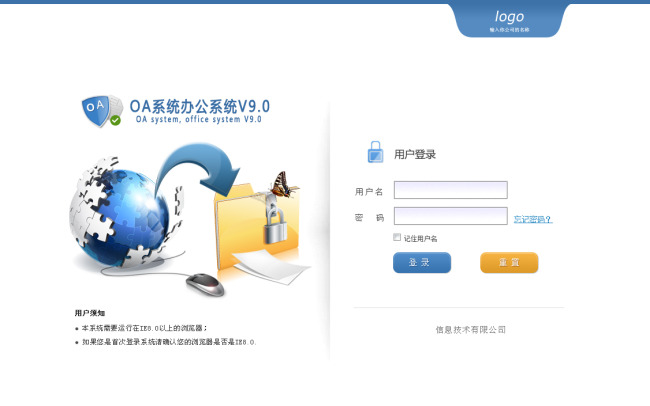 logo
输入您公司的名称
OA
OA系统办公系统V9.0
OA system, office system V9.0
用户登录
用户名
密 码
忘记密码?
记住用户名
登 录
重 置
用户须知
● 本系统需要运行在IE8.0以上的浏览器；
● 如果您是首次登录系统请确认您的浏览器是否是IE8.0.
信息技术有限公司